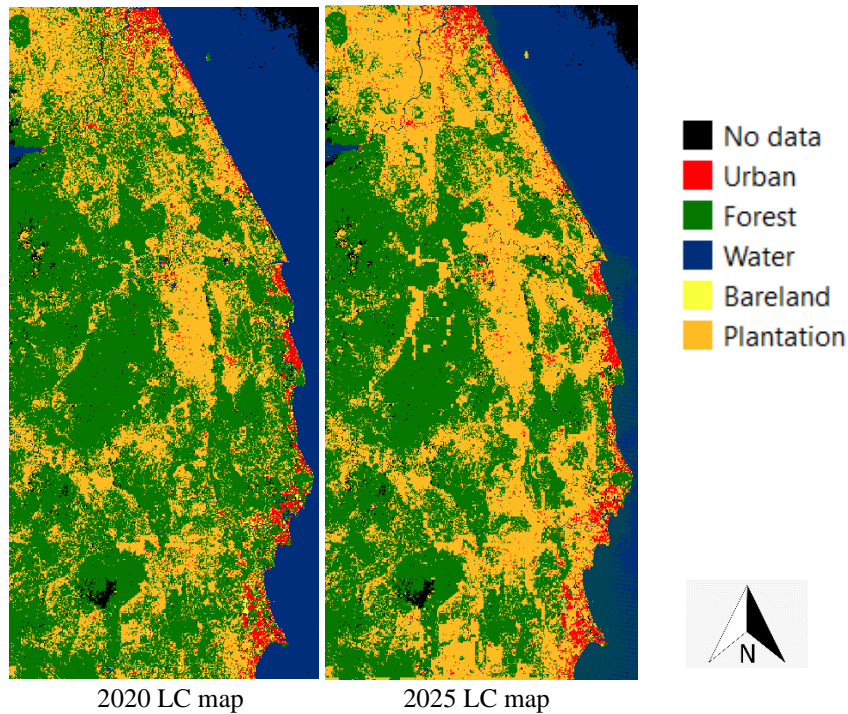 No data
Urban
Forest
Water
Bareland
Plantation
N
2020 LC map
2025 LC map